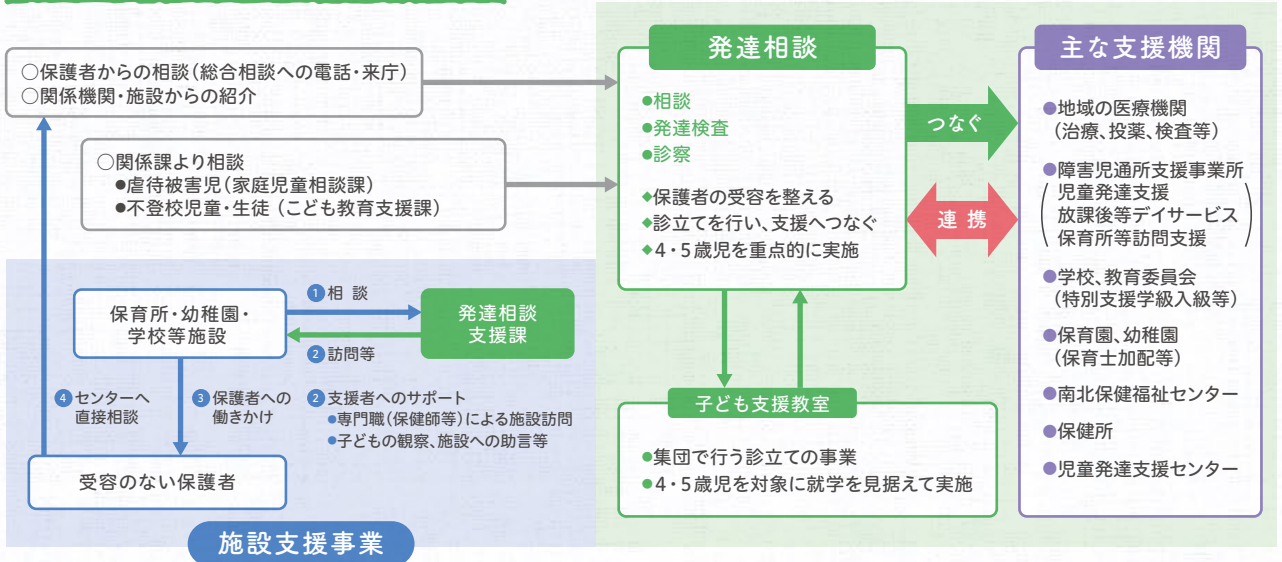 ○保護者からの相談(総合相談への電話・来庁)
○関係機関・施設からの紹介
○関係課より相談
●虐待被害児(家庭児童相談課)
●不登校児童・生徒(こども教育支援課)
保育所・幼稚園・
学校等施設
1 相 談
2 訪問等
発達相談
支援課
4 センターへ
直接相談
3 保護者への
働きかけ
2 支援者へのサポート
●専門職(保健師等)による施設訪問
●子どもの観察、施設への助言等
受容のない保護者
施設支援事業
発達相談
●相談
●発達検査
●診察
◆保護者の受容を整える
◆診立てを行い、支援へつなぐ
◆4・5歳児を重点的に実施
つなぐ
連 携
子ども支援教室
●集団で行う診立ての事業
●4・5歳児を対象に就学を見据えて実施
主な支援機関
●地域の医療機関
(治療、投薬、検査等)
●障害児通所支援事業所
児童発達支援
放課後等デイサービス
保育所等訪問支援
●学校、教育委員会
(特別支援学級入級等)
●保育園、幼稚園
(保育士加配等)
●南北保健福祉センター
●保健所
●児童発達支援センター